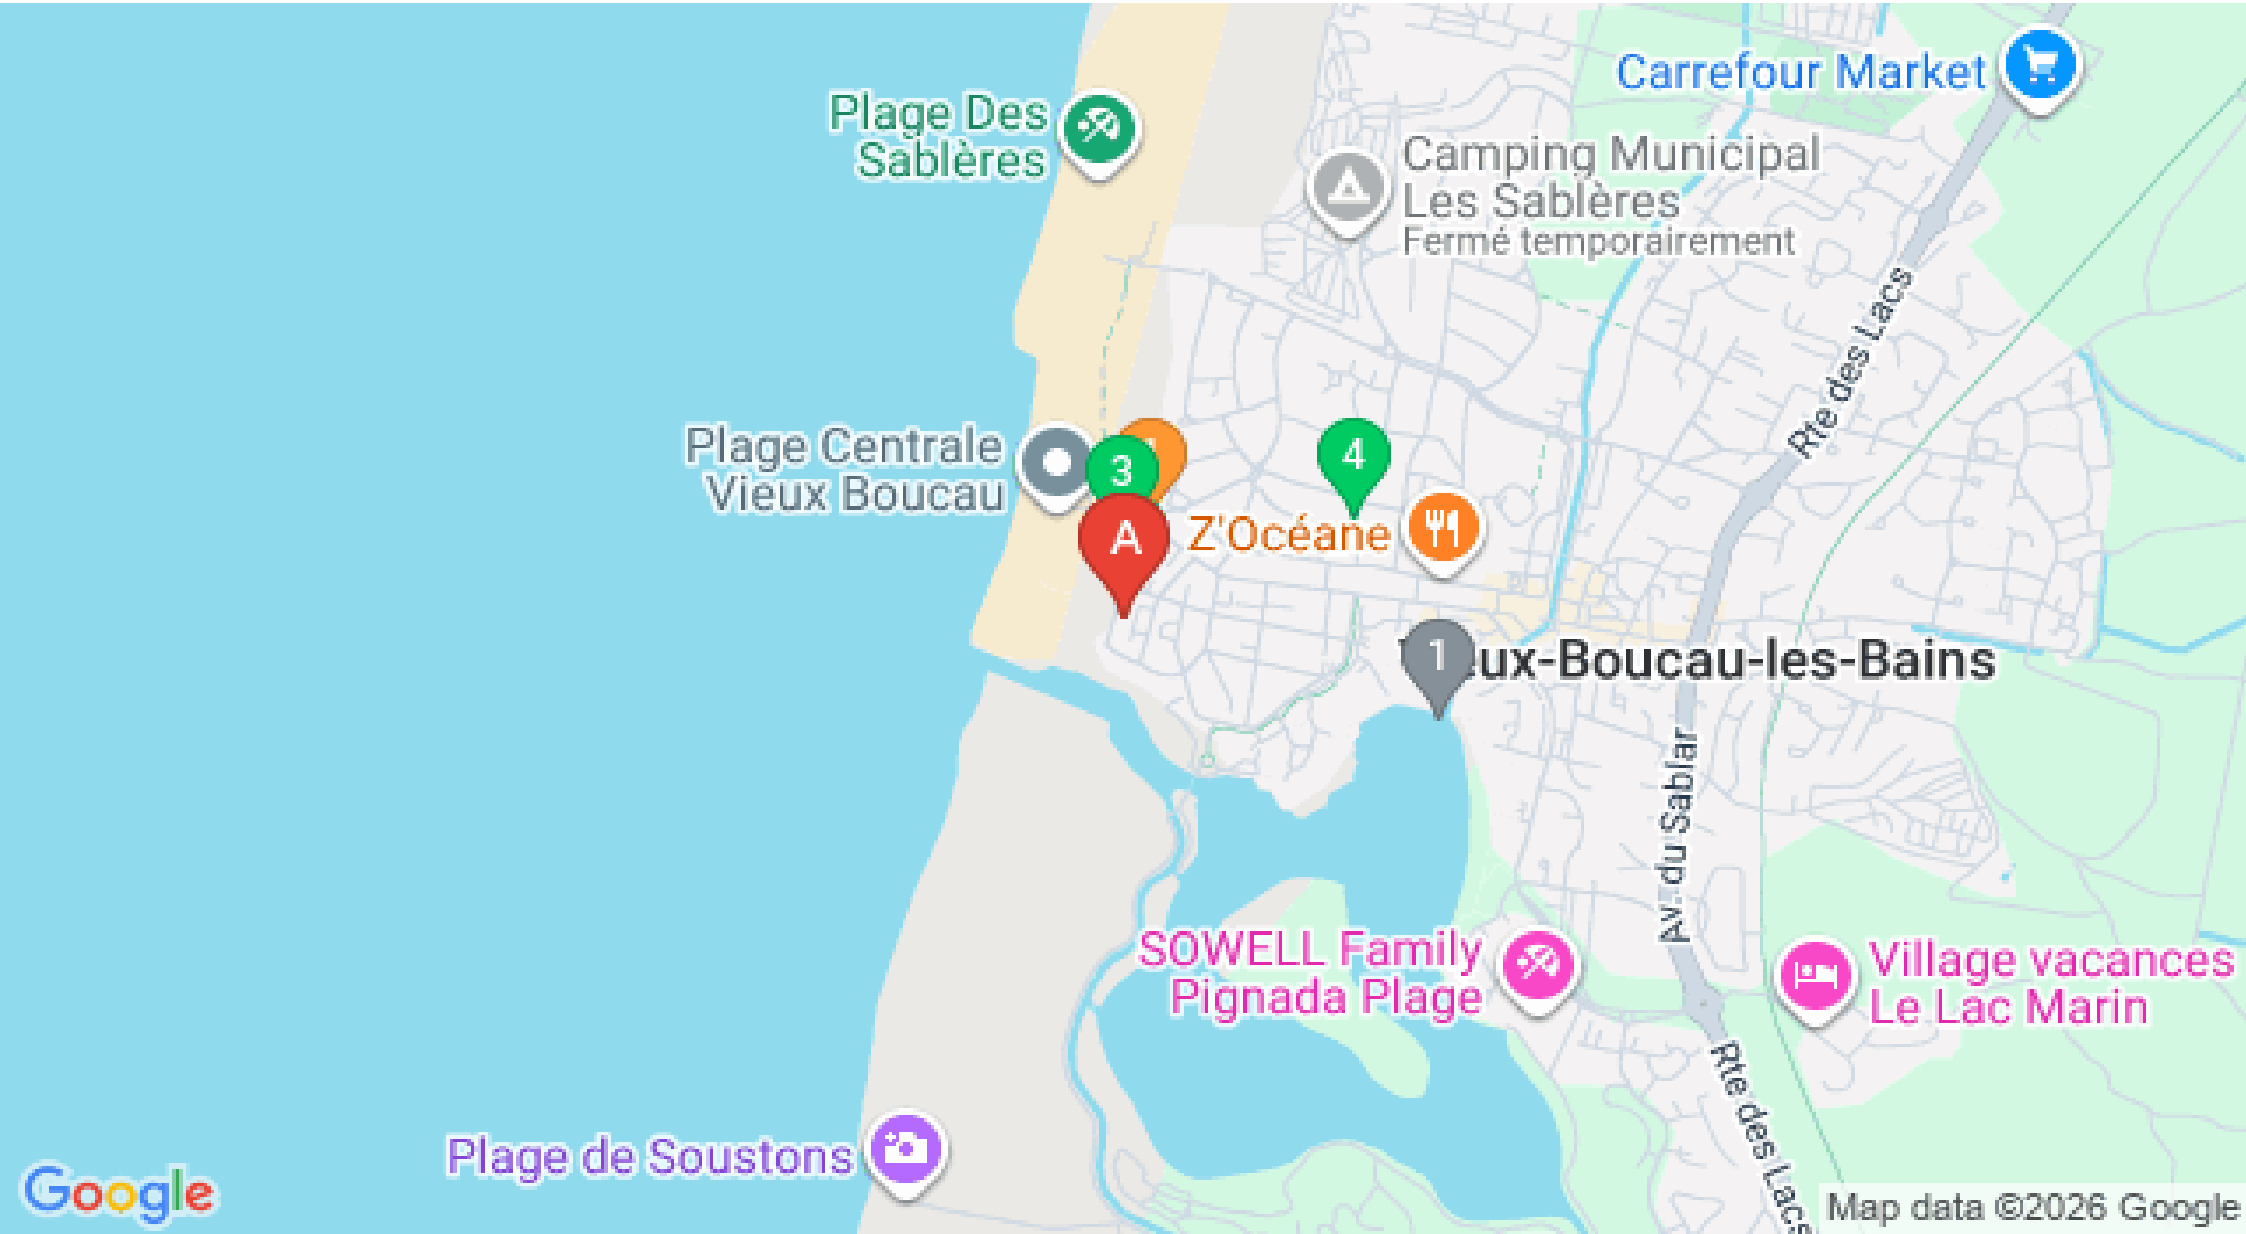 Carrefour Market
Plage Des
Sablères
Camping Municipal
Les Sablères
Fermé temporairement
Rte des Lacs
Plage Centrale
Vieux Boucau
3
4
A
Z'Océane
1
ux-Boucau-les-Bains
Av. du Sablar
SOWELL Family
Pignada Plage
Village vacances
Le Lac Marin
Rte des Lacs
Plage de Soustons
Google
Map data ©2026 Google